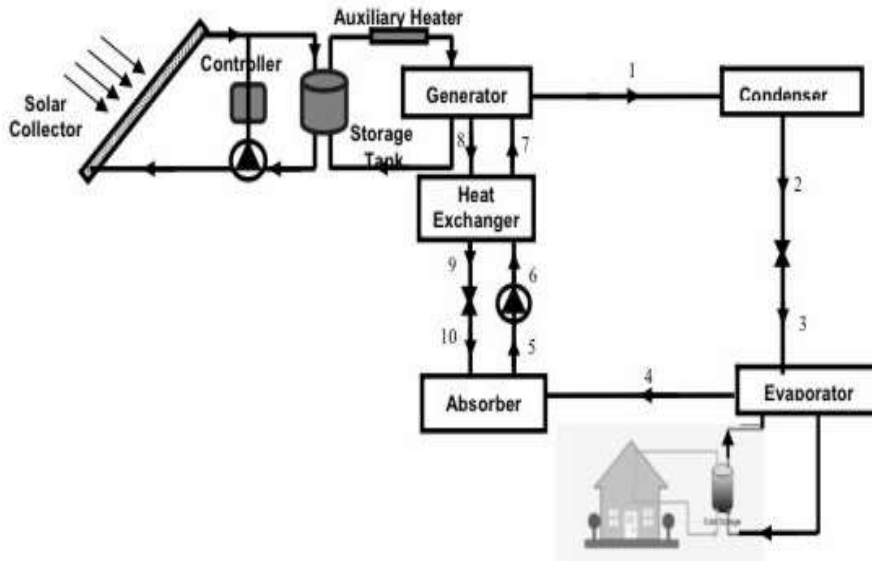 Auxiliary Heater
Controller
Solar
Collector
Storage
Tank
Generator
1
Condenser
8
7
2
Heat
Exchanger
9
6
3
10
5
4
Absorber
Evaporator